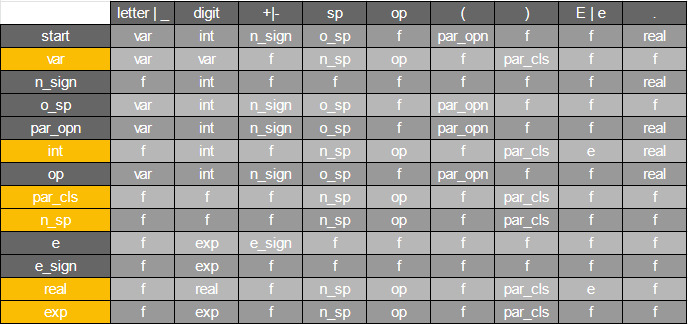 letter | _ digit +|- sp op ( ) E | e .
start var int n_sign o_sp f par_opn f f real
var var var f n_sp op f par_cls f f
n_sign f int f f f f f f real
o_sp var int n_sign o_sp f par_opn f f f
par_opn var int n_sign o_sp f par_opn f f real
int f int f n_sp op f par_cls e real
op var int n_sign o_sp f par_opn f f real
par_cls f f f n_sp op f par_cls f f
n_sp f f f n_sp op f par_cls f f
e f exp e_sign f f f f f f
e_sign f exp f f f f f f f
real f real f n_sp op f par_cls e f
exp f exp f n_sp op f par_cls f f